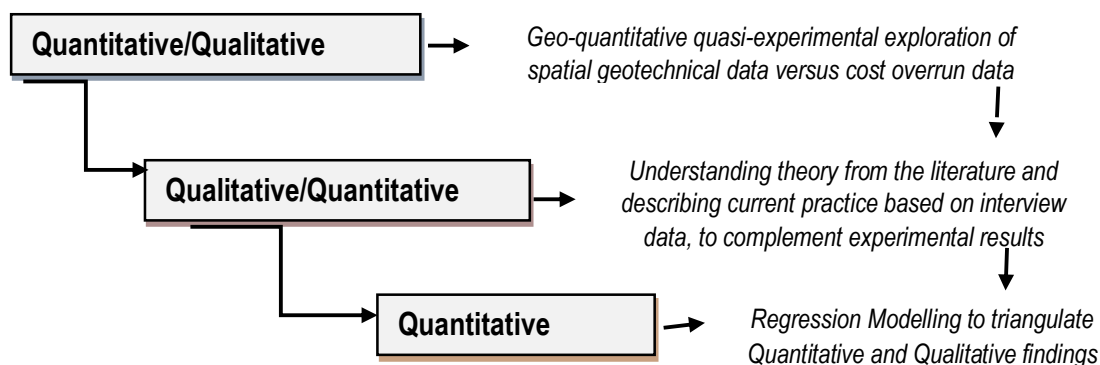 Quantitative/Qualitative
Geo-quantitative quasi-experimental exploration of
spatial geotechnical data versus cost overrun data
Qualitative/Quantitative
Understanding theory from the literature and
describing current practice based on interview
data, to complement experimental results
Quantitative
Regression Modelling to triangulate
Quantitative and Qualitative findings